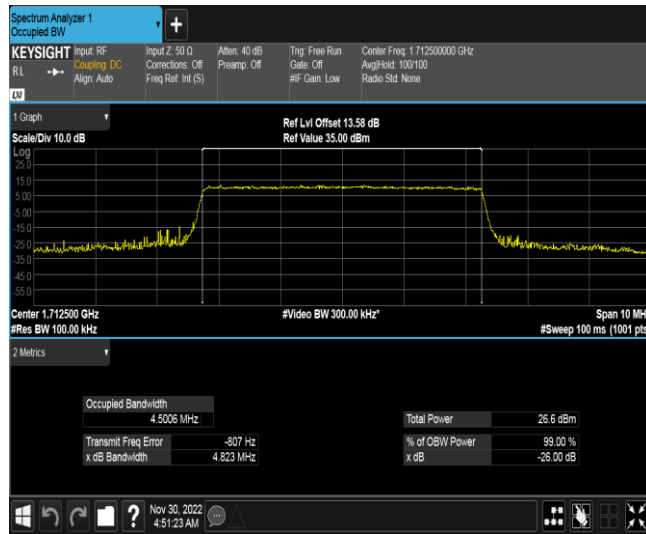 Spectrum Analyzer 1
Occupied BW
+
KEYSIGHT
RL
LXI
Input: RF
Coupling: DC
Align: Auto
Input Z: 50 Ω
Corrections: Off
Freq Ref: Int (S)
Atten: 40 dB
Preamp: Off
Trig: Free Run
Gate: Off
#IF Gain: Low
Center Freq: 1.712500000 GHz
Avg|Hold: 100/100
Radio Std: None
1 Graph
Scale/Div 10.0 dB
Ref Lvl Offset 13.58 dB
Ref Value 35.00 dBm
Log
25.0
15.0
5.00
-5.00
-15.0
-25.0
-35.0
-45.0
-55.0
Center 1.712500 GHz
#Res BW 100.00 kHz
#Video BW 300.00 kHz*
Span 10 MH
#Sweep 100 ms (1001 pts
2 Metrics
Occupied Bandwidth
4.5006 MHz
Transmit Freq Error -807 Hz
x dB Bandwidth 4.823 MHz
Total Power 26.6 dBm
% of OBW Power 99.00 %
x dB -26.00 dB
?
Nov 30, 2022
4:51:23 AM